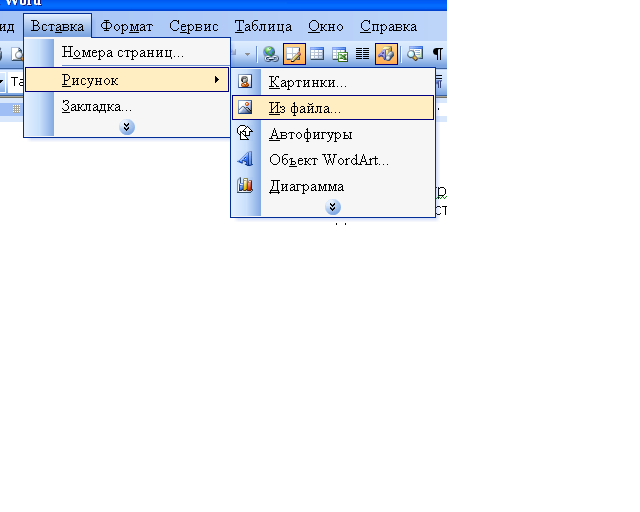 Word
ид Вставка Формат Сервис Таблица Окно Справка
Номера страниц...
Рисунок
Закладка...
Картинки...
Из файла...
Автофигуры
Объект WordArt...
Диаграмма